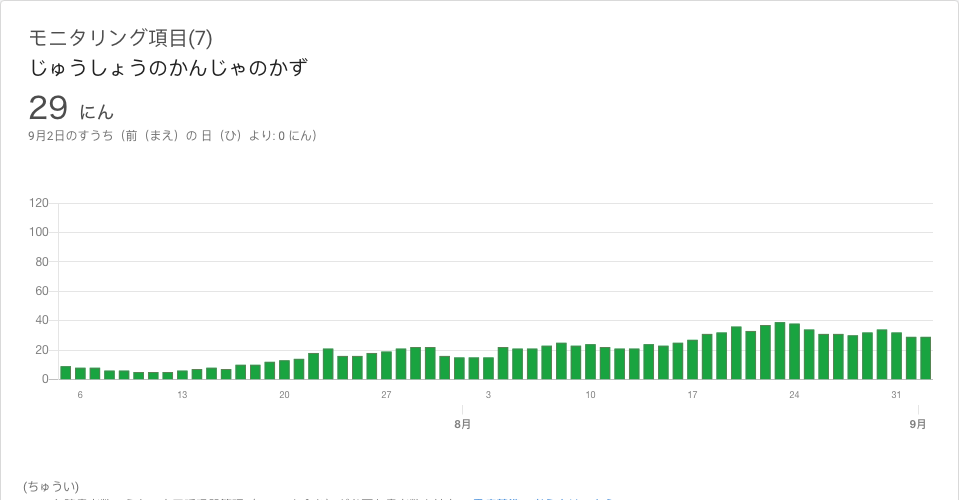 モニタリング項目(7)
じゅうしょうのかんじゃのかず
29 にん
9月2日のすうち（前（まえ）の 日（ひ）より: 0 にん）
120
100
80
60
40
20
0
6 13 20 27 3 10 17 24 31
8月 9月
(ちゅうい)